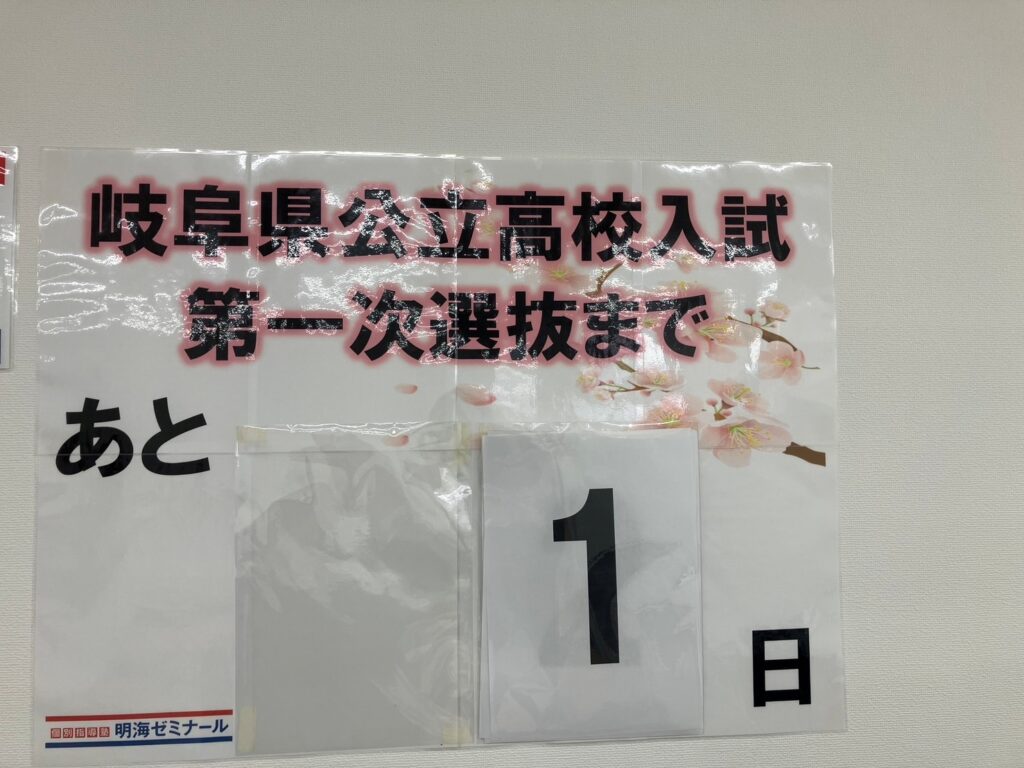 岐阜県公立高校入試
第一次選抜まで
あと
1
日
個別指導塾 明海ゼミナール